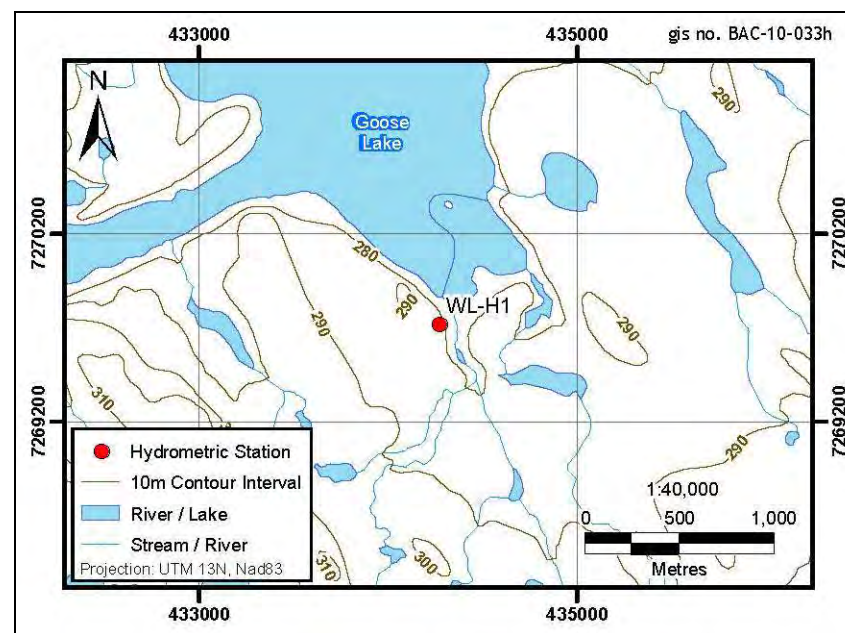 433000
435000
gis no. BAC-10-033h
N
Goose
Lake
290
7270200
7270200
280
290
WL-H1
290
290
310
7269200
7269200
290
Hydrometric Station
10m Contour Interval
River / Lake
Stream / River
Projection: UTM 13N, Nad83
310
300
1:40,000
0 500 1,000
Metres
433000
435000